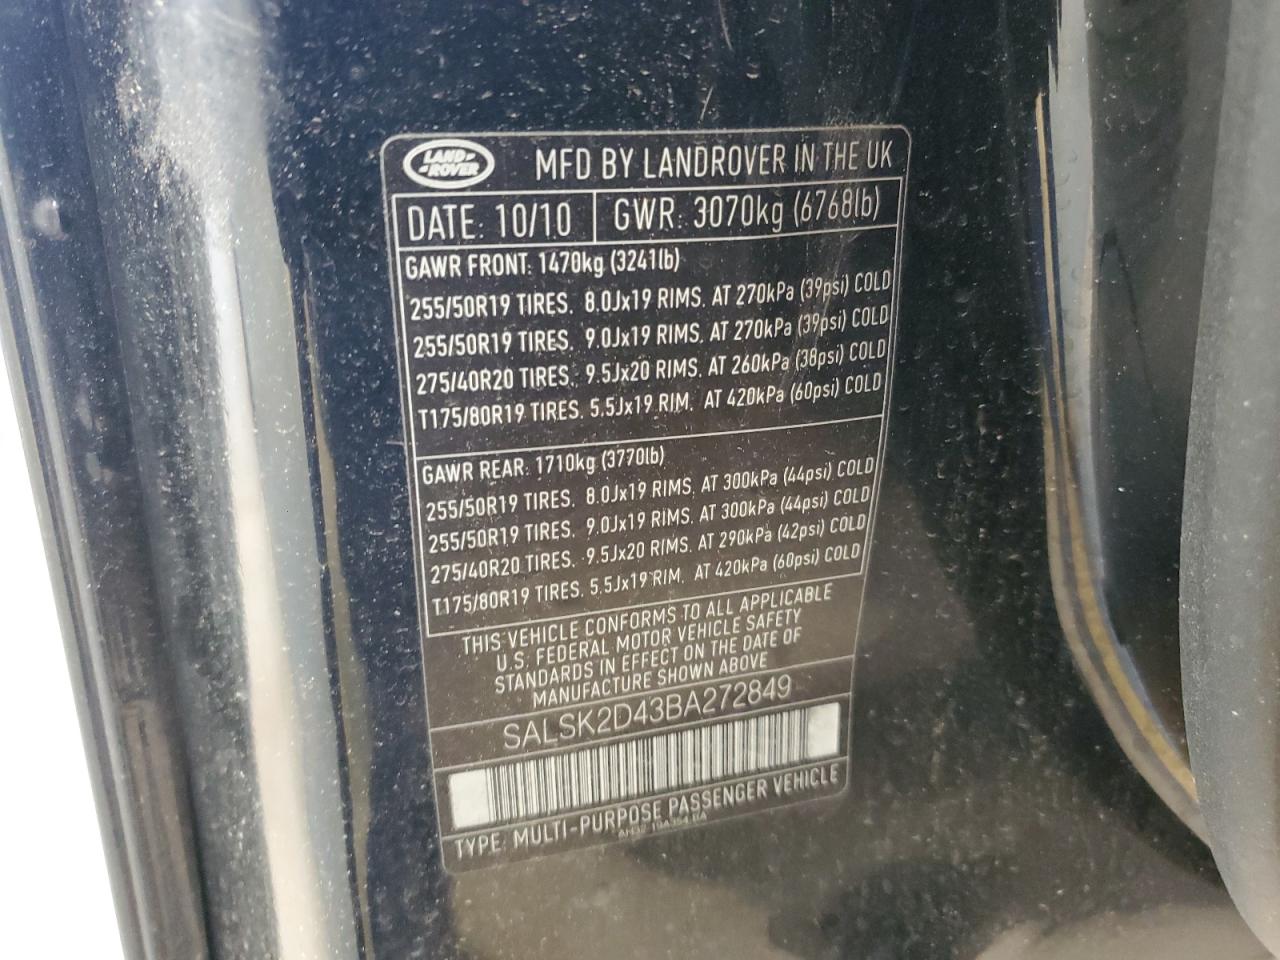 LAND-
-ROVER
MFD BY LANDROVER IN THE UK
DATE: 10/10 GWR: 3070kg (6768lb)
GAWR FRONT: 1470kg (3241lb)
255/50R19 TIRES. 8.0Jx19 RIMS. AT 270kPa (39psi) COLD
255/50R19 TIRES. 9.0Jx19 RIMS. AT 270kPa (39psi) COLD
275/40R20 TIRES. 9.5Jx20 RIMS. AT 260kPa (38psi) COLD
T175/80R19 TIRES. 5.5Jx19 RIM. AT 420kPa (60psi) COLD
GAWR REAR: 1710kg (3770lb)
255/50R19 TIRES. 8.0Jx19 RIMS. AT 300kPa (44psi) COLD
255/50R19 TIRES. 9.0Jx19 RIMS. AT 300kPa (44psi) COLD
275/40R20 TIRES. 9.5Jx20 RIMS. AT 290kPa (42psi) COLD
T175/80R19 TIRES. 5.5Jx19 RIM. AT 420kPa (60psi) COLD
THIS VEHICLE CONFORMS TO ALL APPLICABLE
U.S. FEDERAL MOTOR VEHICLE SAFETY
STANDARDS IN EFFECT ON THE DATE OF
MANUFACTURE SHOWN ABOVE
SALSK2D43BA272849
TYPE: MULTI-PURPOSE PASSENGER VEHICLE